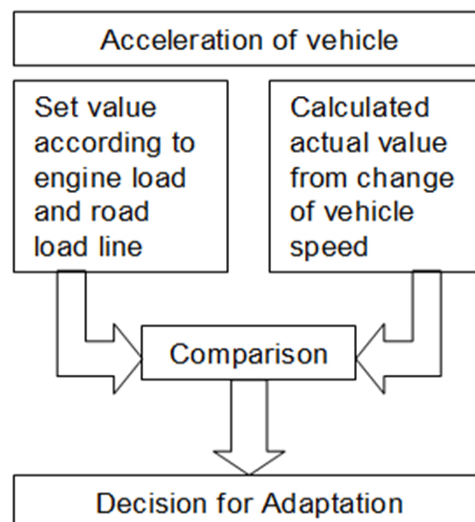 Acceleration of vehicle
Set value
according to
engine load
and road
load line
Calculated
actual value
from change
of vehicle
speed
Comparison
Decision for Adaptation